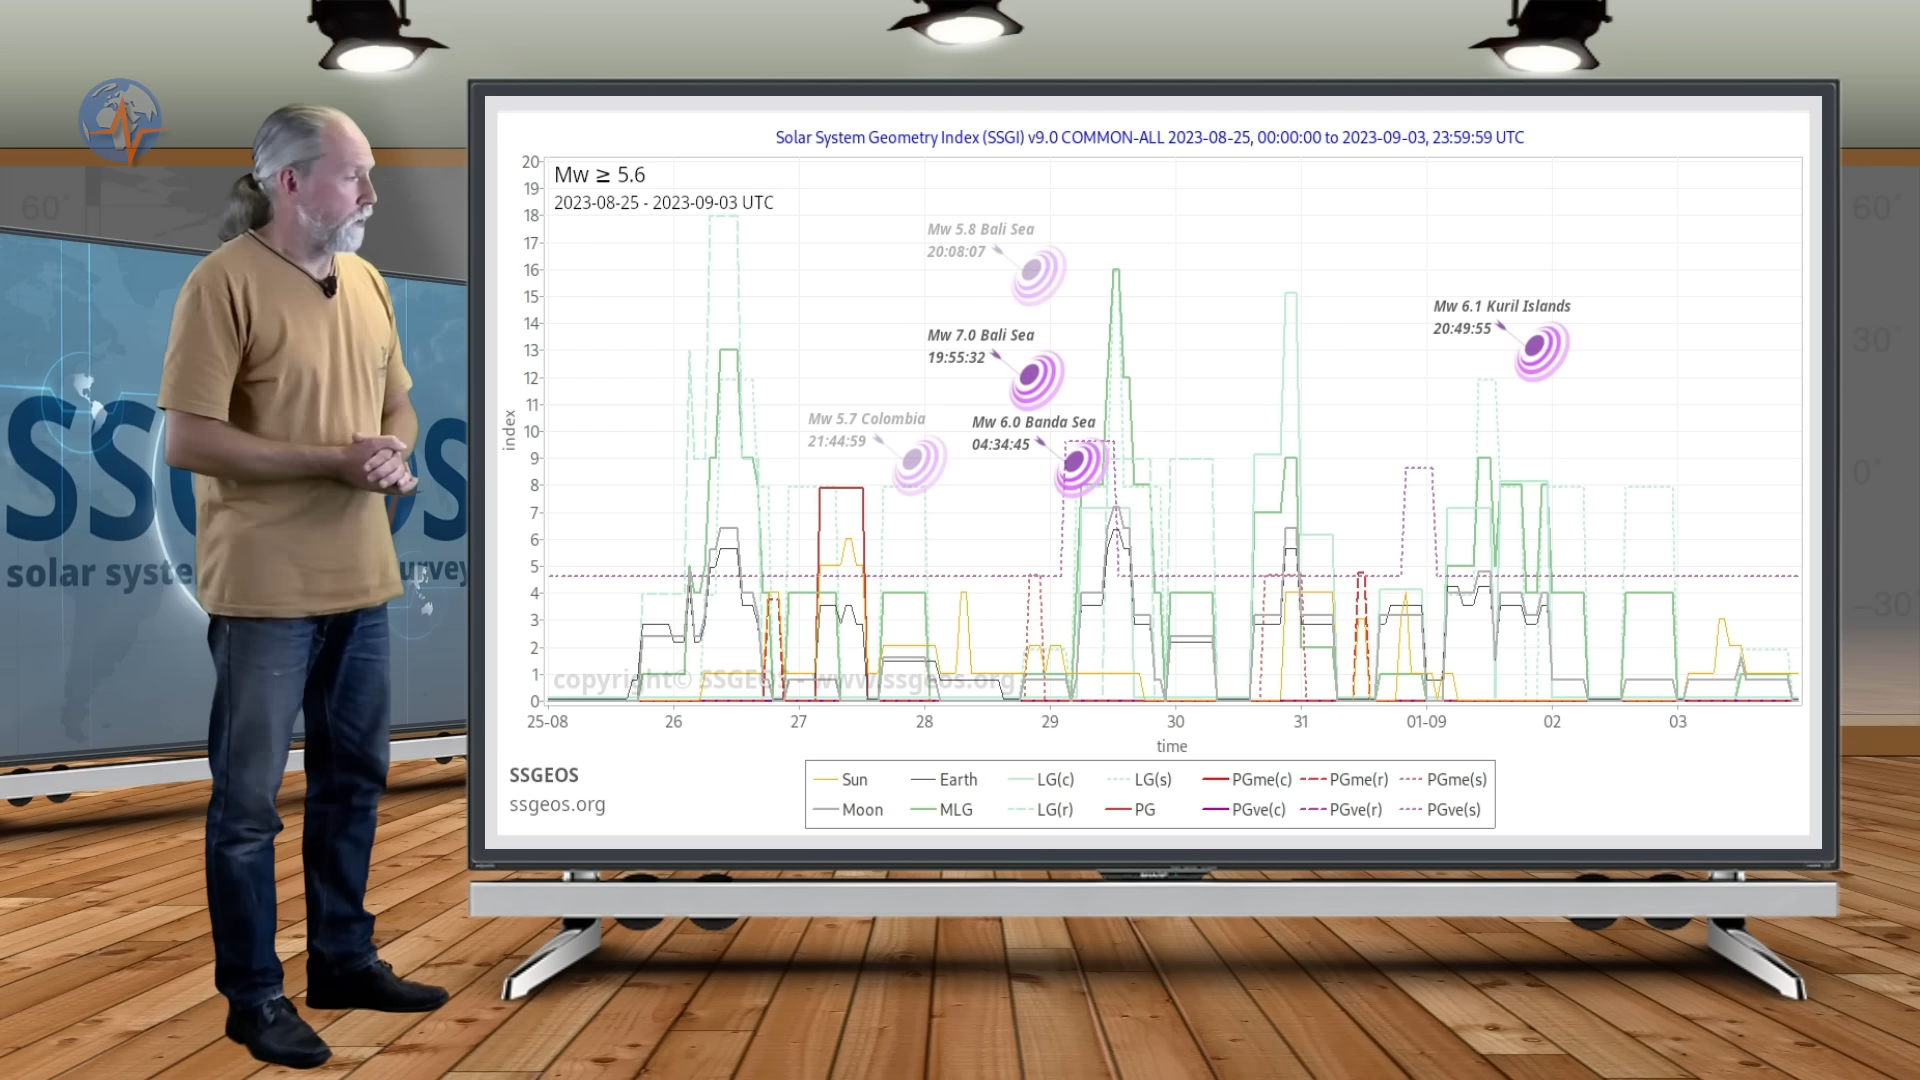 Solar System Geometry Index (SSGI) v9.0 COMMON-ALL 2023-08-25, 00:00:00 to 2023-09-03, 23:59:59 UTC
Mw ≥ 5.6
2023-08-25 - 2023-09-03 UTC
Mw 5.8 Bali Sea
20:08:07
Mw 7.0 Bali Sea
19:55:32
Mw 5.7 Colombia
21:44:59
Mw 6.0 Banda Sea
04:34:45
Mw 6.1 Kuril Islands
20:49:55
20
19
18
17
16
15
14
13
12
11
10
9
8
7
6
5
4
3
2
1
0
index
copyright© SSGEOS - www.ssgeos.org
25-08 26 27 28 29 30 31 01-09 02 03
time
SSGEOS
ssgeos.org
Sun Earth LG(c) LG(s) PGme(c) PGme(r) PGme(s)
Moon MLG LG(r) PG PGve(c) PGve(r) PGve(s)
60°
60°
30°
0°
−30°